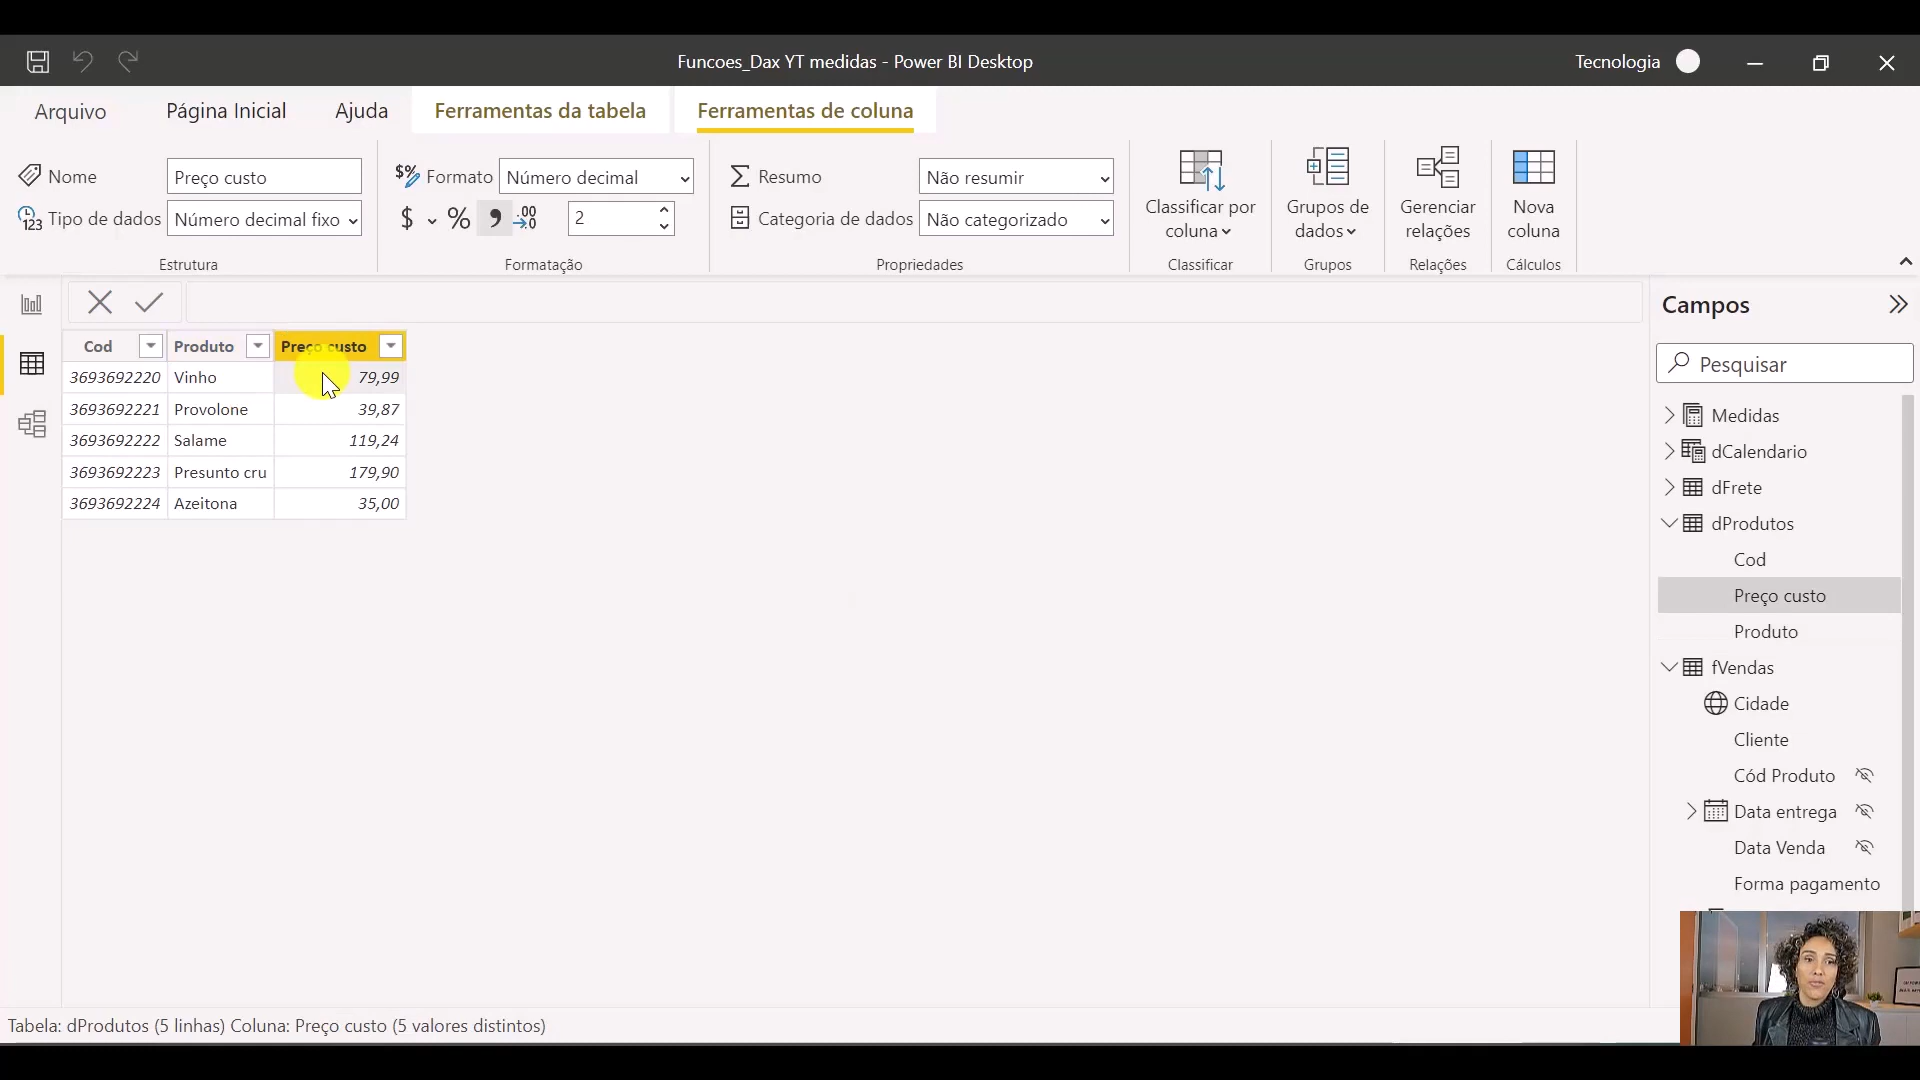 Funcoes_Dax YT medidas - Power BI Desktop
Tecnologia
Arquivo
Página Inicial
Ajuda
Ferramentas da tabela
Ferramentas de coluna
Nome
Preço custo
Tipo de dados
Número decimal fixo
Estrutura
Formato
Número decimal
$
%
2
Formatação
Resumo
Não resumir
Categoria de dados
Não categorizado
Propriedades
Classificar por
coluna
Classificar
Grupos de
dados
Grupos
Gerenciar
relações
Relações
Nova
coluna
Cálculos
Cod Produto Preço custo
3693692220 Vinho 79,99
3693692221 Provolone 39,87
3693692222 Salame 119,24
3693692223 Presunto cru 179,90
3693692224 Azeitona 35,00
Campos
Pesquisar
Medidas
dCalendario
dFrete
dProdutos
Cod
Preço custo
Produto
fVendas
Cidade
Cliente
Cód Produto
Data entrega
Data Venda
Forma pagamento
Tabela: dProdutos (5 linhas) Coluna: Preço custo (5 valores distintos)